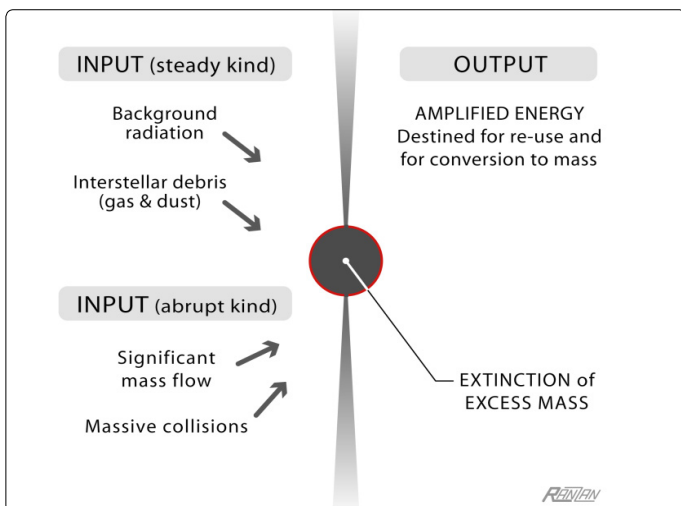 INPUT (steady kind)
Background
radiation
Interstellar debris
(gas & dust)
INPUT (abrupt kind)
Significant
mass flow
Massive collisions
OUTPUT
AMPLIFIED ENERGY
Destined for re-use and
for conversion to mass
EXTINCTION of
EXCESS MASS
RANZAN